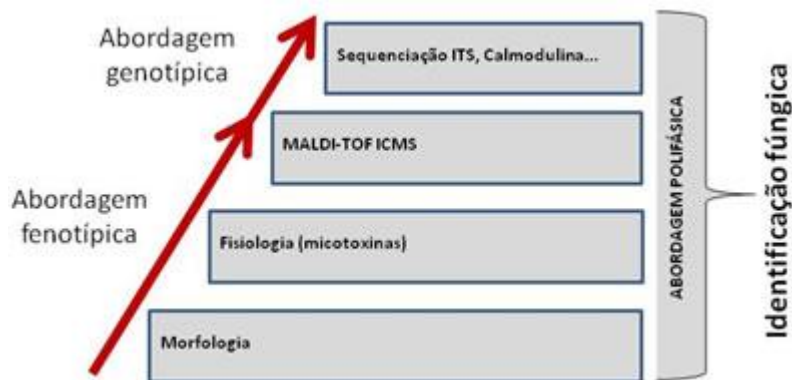 Abordagem
genotípica
Sequenciação ITS, Calmodulina...
MALDI-TOF ICMS
Abordagem
fenotípica
Fisiologia (micotoxinas)
Morfologia
ABORDAGEM POLIFÁSICA
Identificação fúngica